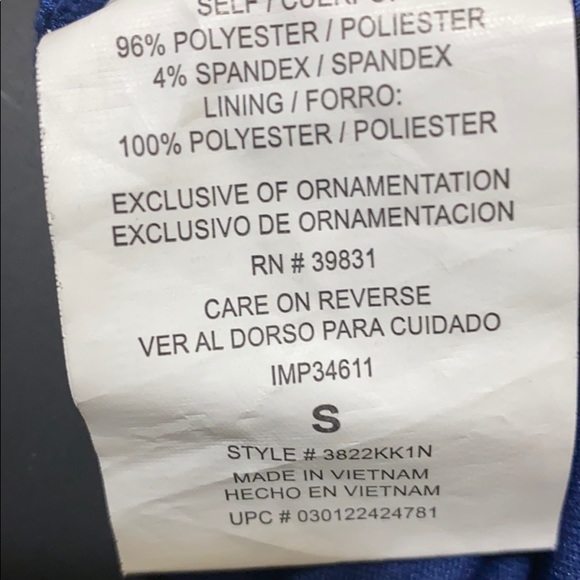 SELF / CUERPO:
96% POLYESTER / POLIESTER
4% SPANDEX / SPANDEX
LINING / FORRO:
100% POLYESTER / POLIESTER
EXCLUSIVE OF ORNAMENTATION
EXCLUSIVO DE ORNAMENTACION
RN # 39831
CARE ON REVERSE
VER AL DORSO PARA CUIDADO
IMP34611
S
STYLE # 3822KK1N
MADE IN VIETNAM
HECHO EN VIETNAM
UPC # 030122424781